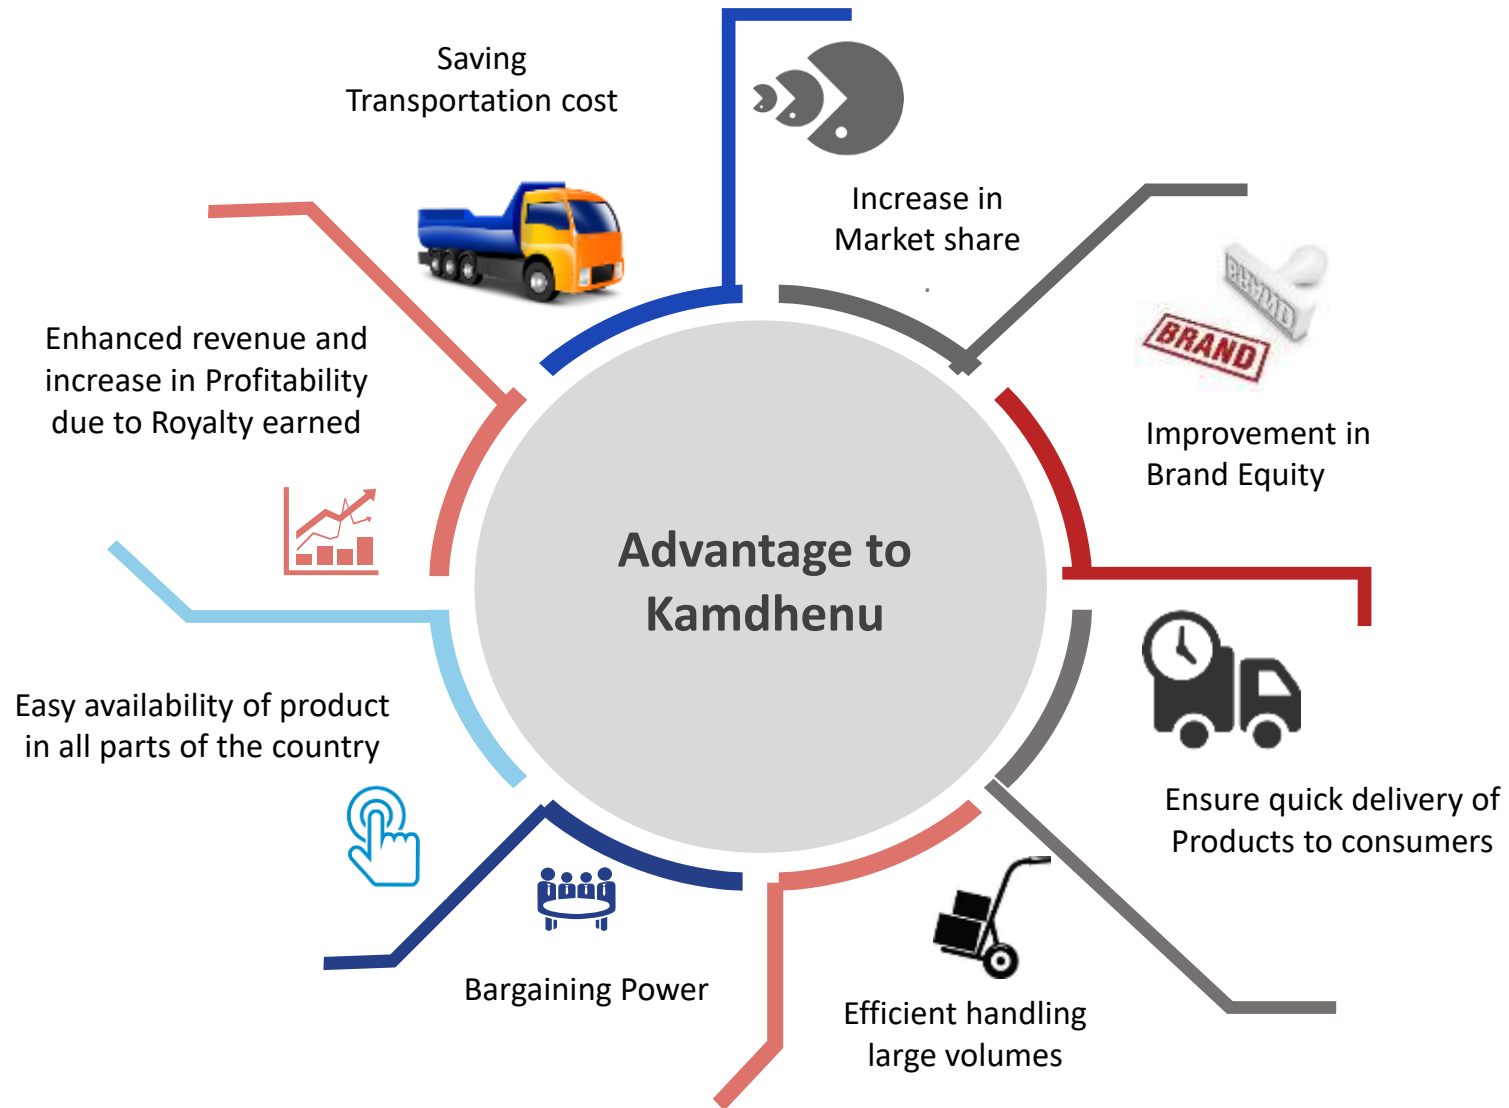 Saving
Transportation cost
Increase in
Market share
BRAND
BRAND
Improvement in
Brand Equity
Enhanced revenue and
increase in Profitability
due to Royalty earned
Advantage to
Kamdhenu
Easy availability of product
in all parts of the country
Ensure quick delivery of
Products to consumers
Bargaining Power
Efficient handling
large volumes